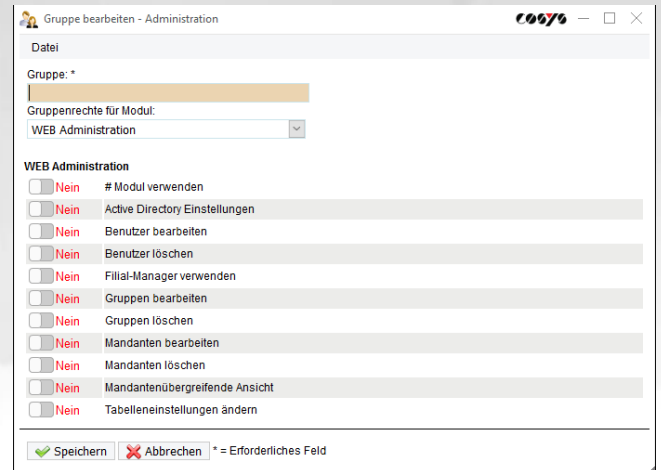 Gruppe bearbeiten - Administration COSYS
Datei
Gruppe: *
Gruppenrechte für Modul:
WEB Administration
WEB Administration
Nein # Modul verwenden
Nein Active Directory Einstellungen
Nein Benutzer bearbeiten
Nein Benutzer löschen
Nein Filial-Manager verwenden
Nein Gruppen bearbeiten
Nein Gruppen löschen
Nein Mandanten bearbeiten
Nein Mandanten löschen
Nein Mandantenübergreifende Ansicht
Nein Tabelleneinstellungen ändern
Speichern Abbrechen * = Erforderliches Feld